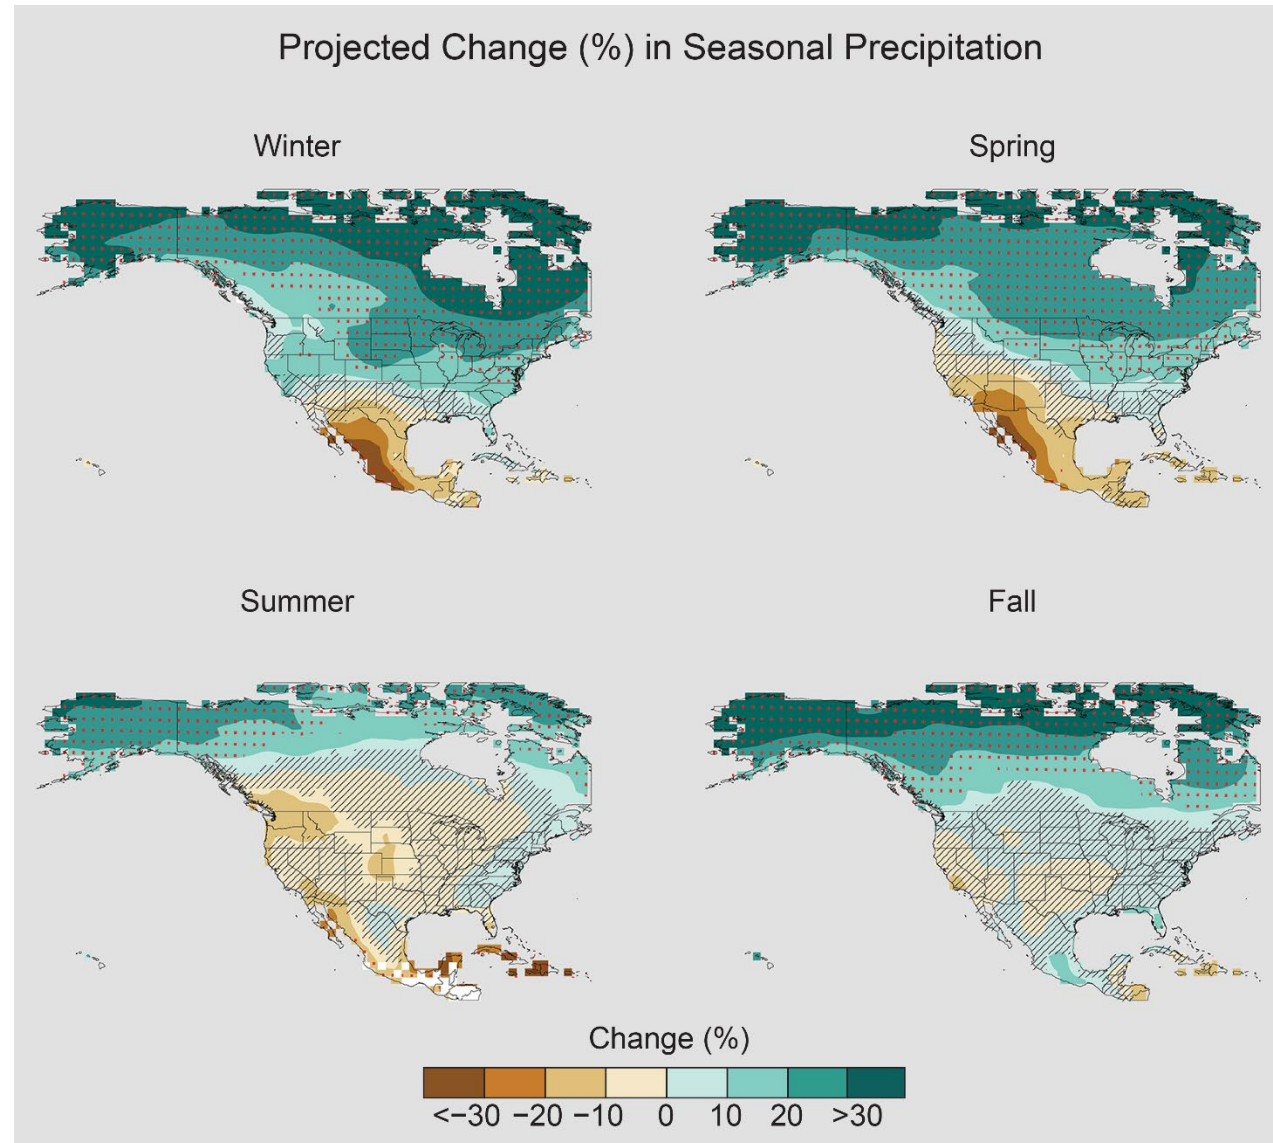 Projected Change (%) in Seasonal Precipitation
Winter
Spring
Summer
Fall
Change (%)
<−30 −20 −10 0 10 20 >30